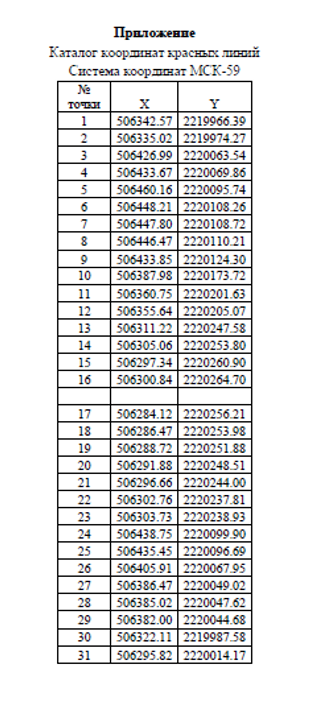 Приложение
Каталог координат красных линий
Система координат МСК-59
№ точки X Y
1 506342.57 2219966.39
2 506335.02 2219974.27
3 506426.99 2220063.54
4 506433.67 2220069.86
5 506460.16 2220095.74
6 506448.21 2220108.26
7 506447.80 2220108.72
8 506446.47 2220110.21
9 506433.85 2220124.30
10 506387.98 2220173.72
11 506360.75 2220201.63
12 506355.64 2220205.07
13 506311.22 2220247.58
14 506305.06 2220253.80
15 506297.34 2220260.90
16 506300.84 2220264.70
17 506284.12 2220256.21
18 506286.47 2220253.98
19 506288.72 2220251.88
20 506291.88 2220248.51
21 506296.66 2220244.00
22 506302.76 2220237.81
23 506303.73 2220238.93
24 506438.75 2220099.90
25 506435.45 2220096.69
26 506405.91 2220067.95
27 506386.47 2220049.02
28 506385.02 2220047.62
29 506382.00 2220044.68
30 506322.11 2219987.58
31 506295.82 2220014.17